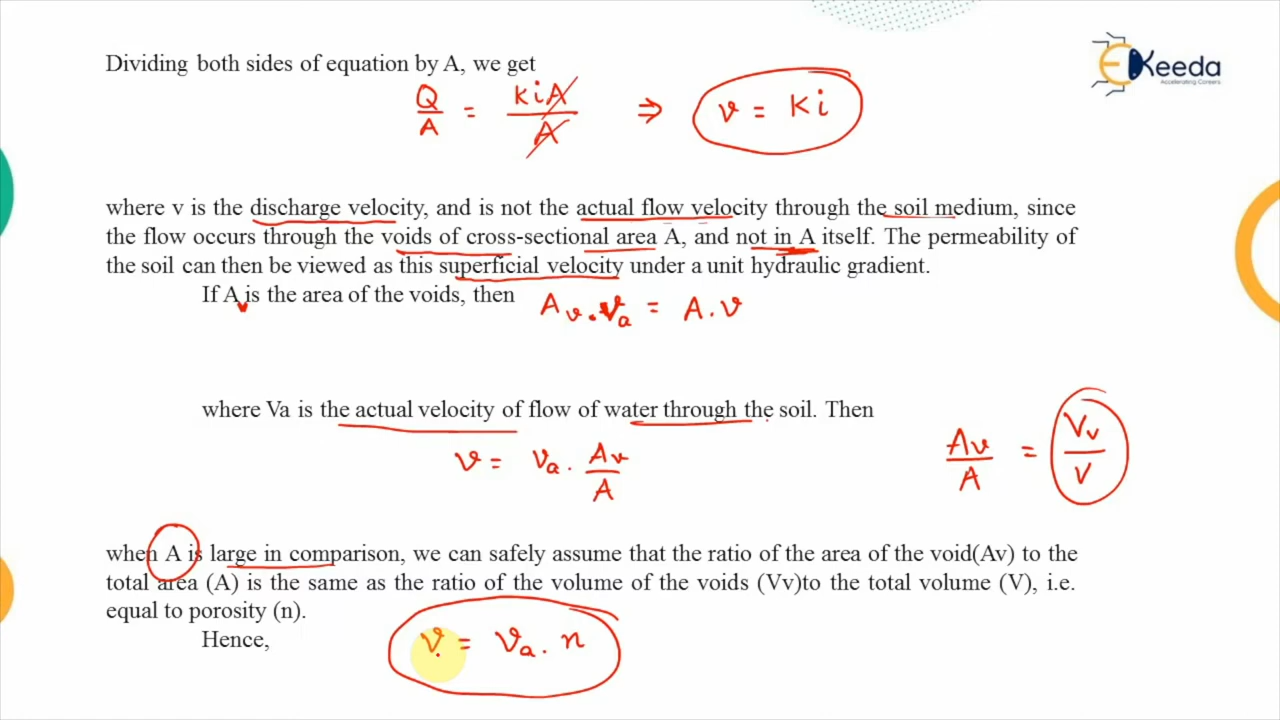 EKeeda
Accelerating Careers
Dividing both sides of equation by A, we get
Q/A = KiA/A ⇒ v = Ki
where v is the discharge velocity, and is not the actual flow velocity through the soil medium, since
the flow occurs through the voids of cross-sectional area A, and not in A itself. The permeability of
the soil can then be viewed as this superficial velocity under a unit hydraulic gradient.
If Av is the area of the voids, then Av.Va = A.v
where Va is the actual velocity of flow of water through the soil. Then
v = va . Av/A
Av/A = Vv/V
when A is large in comparison, we can safely assume that the ratio of the area of the void(Av) to the
total area (A) is the same as the ratio of the volume of the voids (Vv)to the total volume (V), i.e.
equal to porosity (n).
Hence, v = va . n